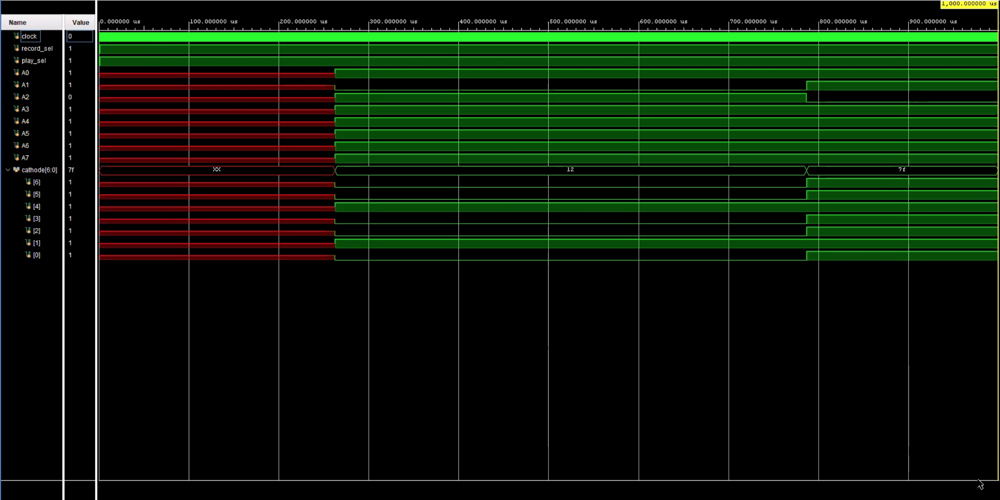 1,000.000000 us
Name Value 0.000000 us 100.000000 us 200.000000 us 300.000000 us 400.000000 us 500.000000 us 600.000000 us 700.000000 us 800.000000 us 900.000000 us
clock 0
record_sel 1
play_sel 1
A0 1
A1 1
A2 0
A3 1
A4 1
A5 1
A6 1
A7 1
cathode[6:0] 7f XX 12 7f
[6] 1
[5] 1
[4] 1
[3] 1
[2] 1
[1] 1
[0] 1